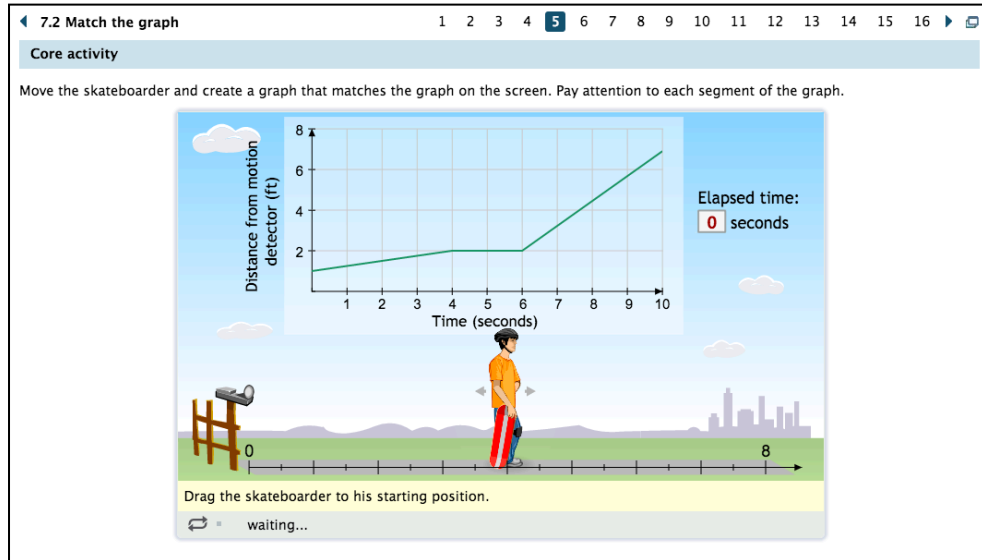 7.2 Match the graph 1 2 3 4 5 6 7 8 9 10 11 12 13 14 15 16
Core activity
Move the skateboarder and create a graph that matches the graph on the screen. Pay attention to each segment of the graph.
Distance from motion
detector (ft)
8
6
4
2
1 2 3 4 5 6 7 8 9 10
Time (seconds)
Elapsed time:
0 seconds
0 8
Drag the skateboarder to his starting position.
waiting...